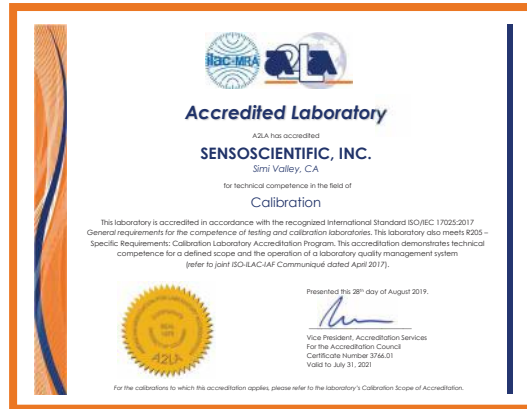 ilac-MRA
A2LA
Accredited Laboratory
A2LA has accredited
SENSOSCIENTIFIC, INC.
Simi Valley, CA
for technical competence in the field of
Calibration
This laboratory is accredited in accordance with the recognized International Standard ISO/IEC 17025:2017
General requirements for the competence of testing and calibration laboratories. This laboratory also meets R205 –
Specific Requirements: Calibration Laboratory Accreditation Program. This accreditation demonstrates technical
competence for a defined scope and the operation of a laboratory quality management system
(refer to joint ISO-ILAC-IAF Communiqué dated April 2017).
Presented this 28th day of August 2019.
Vice President, Accreditation Services
For the Accreditation Council
Certificate Number 3766.01
Valid to July 31, 2021
SEAL
A2LA
For the calibrations to which this accreditation applies, please refer to the laboratory's Calibration Scope of Accreditation.